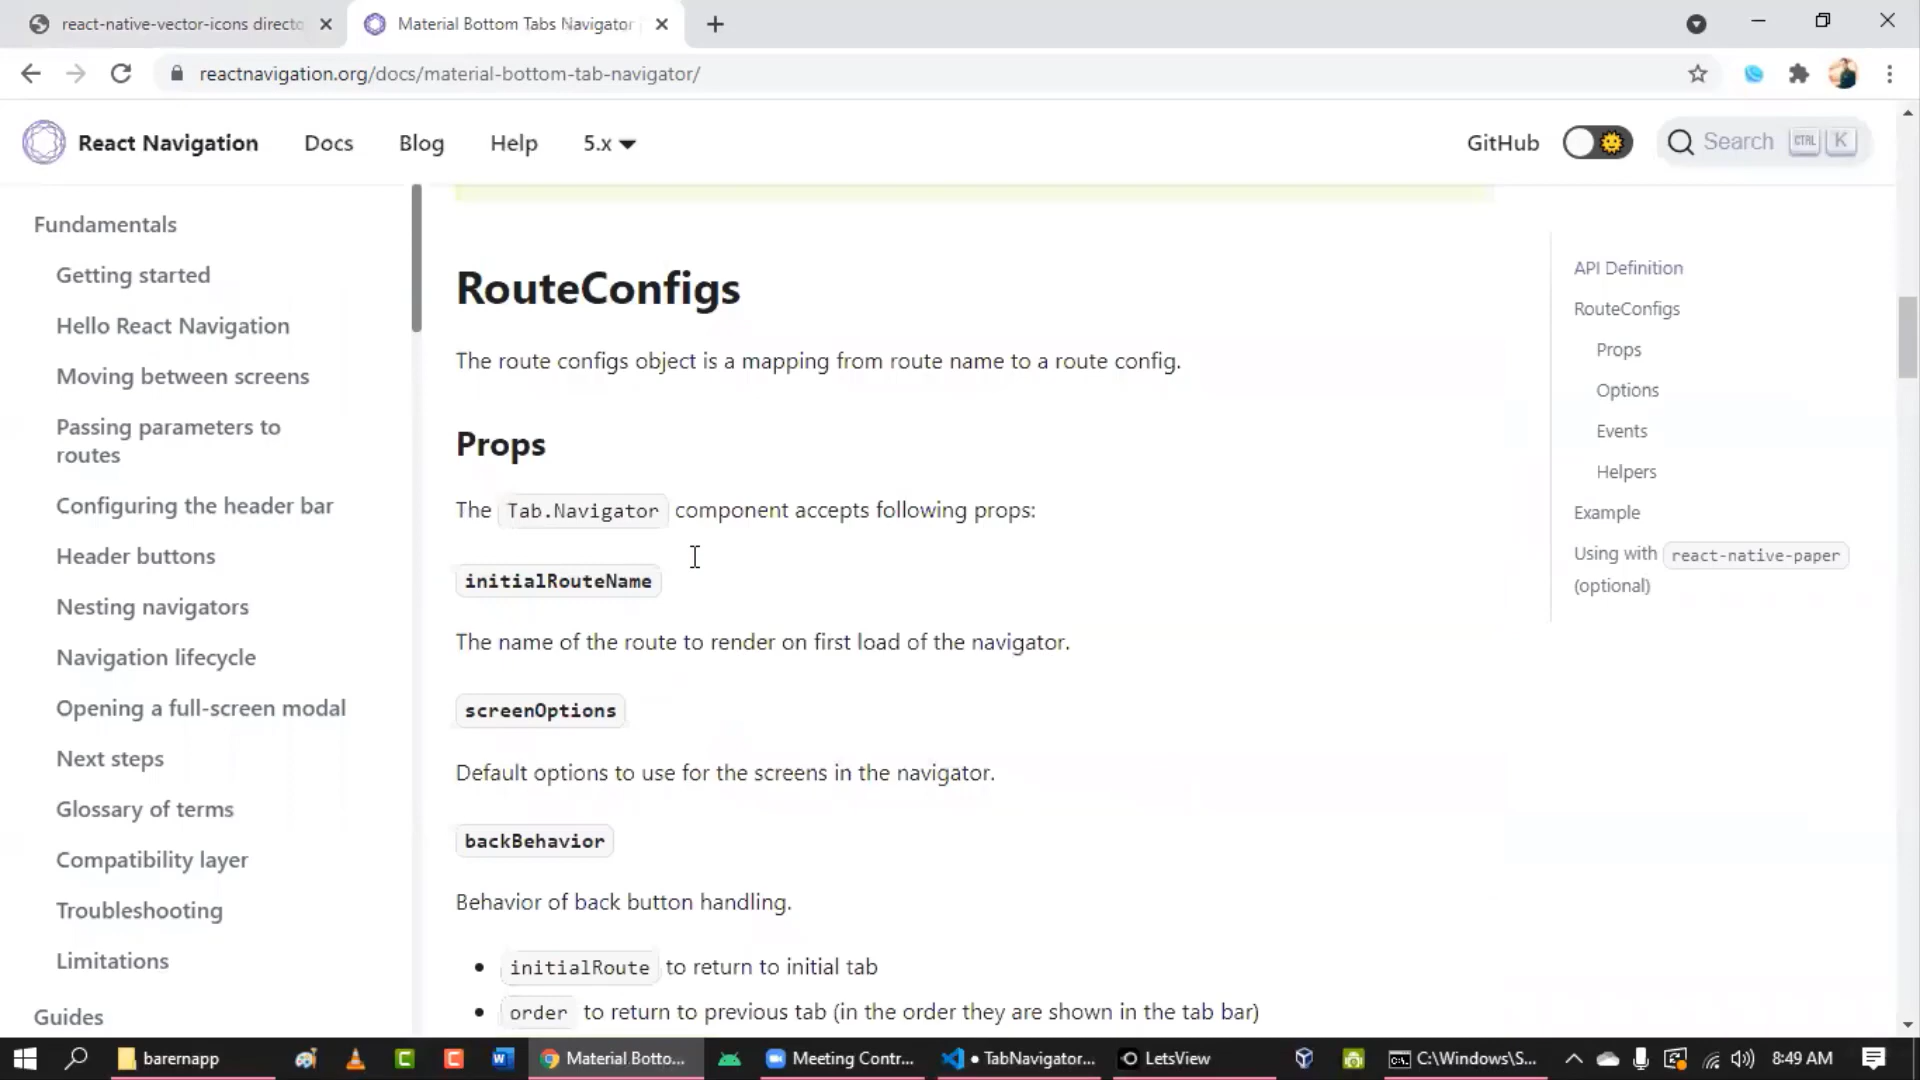 react-native-vector-icons directo
Material Bottom Tabs Navigator
reactnavigation.org/docs/material-bottom-tab-navigator/
React Navigation
Docs
Blog
Help
5.x
GitHub
Search
CTRL
K
Fundamentals
Getting started
Hello React Navigation
Moving between screens
Passing parameters to
routes
Configuring the header bar
Header buttons
Nesting navigators
Navigation lifecycle
Opening a full-screen modal
Next steps
Glossary of terms
Compatibility layer
Troubleshooting
Limitations
Guides
RouteConfigs
The route configs object is a mapping from route name to a route config.
Props
The Tab.Navigator component accepts following props:
initialRouteName
The name of the route to render on first load of the navigator.
screenOptions
Default options to use for the screens in the navigator.
backBehavior
Behavior of back button handling.
initialRoute to return to initial tab
order to return to previous tab (in the order they are shown in the tab bar)
API Definition
RouteConfigs
Props
Options
Events
Helpers
Example
Using with react-native-paper
(optional)
barernapp
Material Botto...
Meeting Contr...
• TabNavigator...
LetsView
C:\Windows\S...
8:49 AM